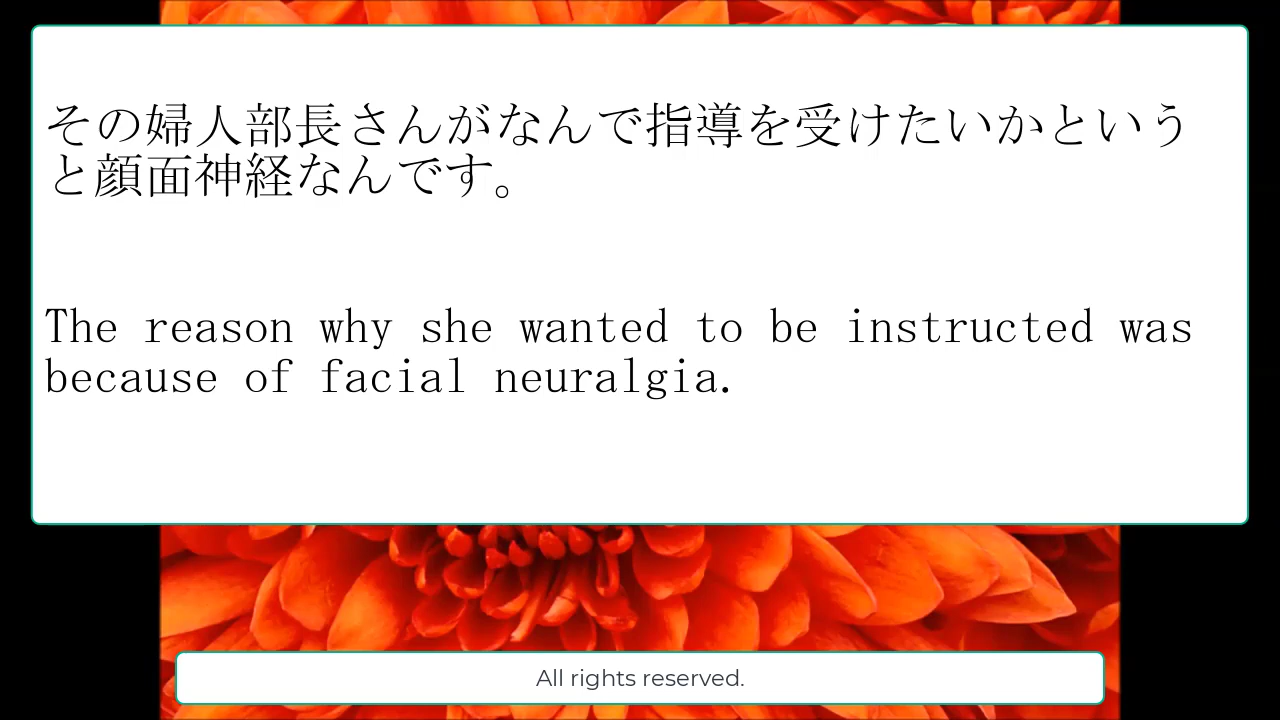 その婦人部長さんがなんで指導を受けたいかという
と顔面神経なんです。
The reason why she wanted to be instructed was
because of facial neuralgia.
All rights reserved.